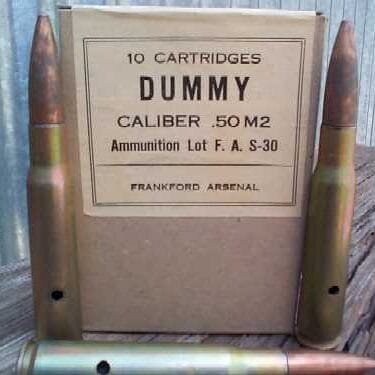 10 CARTRIDGES
DUMMY
CALIBER .50 M2
Ammunition Lot F. A. S-30
FRANKFORD ARSENAL